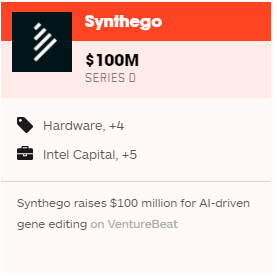 Synthego
$100M
SERIES D
Hardware, +4
Intel Capital, +5
Synthego raises $100 million for AI-driven
gene editing on VentureBeat